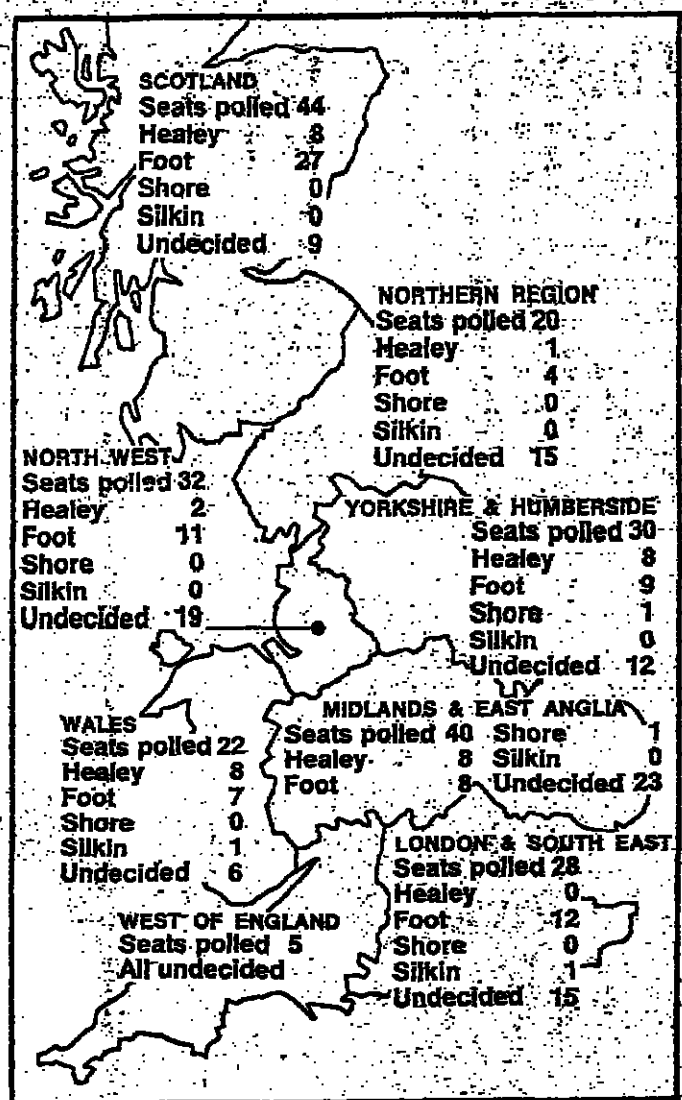 SCOTLAND
Seats polled 44
Healey 8
Foot 27
Shore 0
Silkin 0
Undecided 9
NORTHERN REGION
Seats polled 20
Healey 1
Foot 4
Shore 0
Silkin 0
Undecided 15
NORTH WEST
Seats polled 32
Healey 2
Foot 11
Shore 0
Silkin 0
Undecided 19
YORKSHIRE & HUMBERSIDE
Seats polled 30
Healey 8
Foot 9
Shore 1
Silkin 0
Undecided 12
MIDLANDS & EAST ANGLIA
Seats polled 40 Shore 1
Healey 8 Silkin 0
Foot 8 Undecided 23
WALES
Seats polled 22
Healey 8
Foot 7
Shore 0
Silkin 1
Undecided 6
LONDON & SOUTH EAST
Seats polled 28
Healey 0
Foot 12
Shore 0
Silkin 1
Undecided 15
WEST OF ENGLAND
Seats polled 5
All undecided